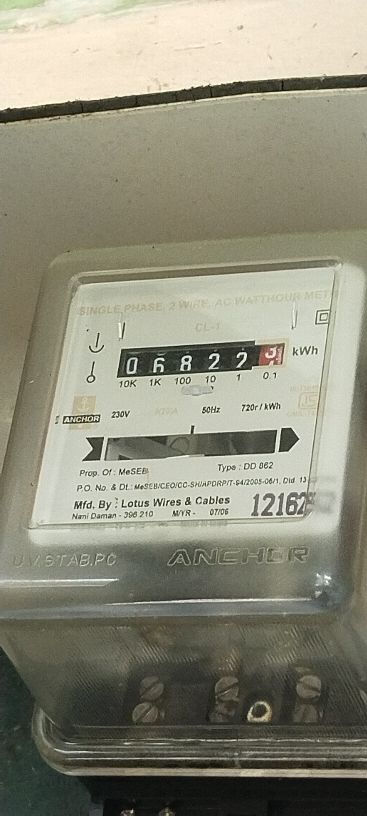 SINGLE PHASE, 2 WIRE, AC WATTHOUR METE
CL-1
0 6 8 2 2 kWh
10K 1K 100 10 1 0.1
ANCHOR 230V 50Hz 720r / kWh
Prop. Of : MeSEB Type : DD 862
P.O. No. & Dt.: MeSEB/CEO/CC-SH/APDRP/T-94/2005-06/1, Dtd. 13
Mfd. By : Lotus Wires & Cables
Nani Daman - 396 210 M/YR - 07/06
12162
U.V.STAB.PC ANCHOR